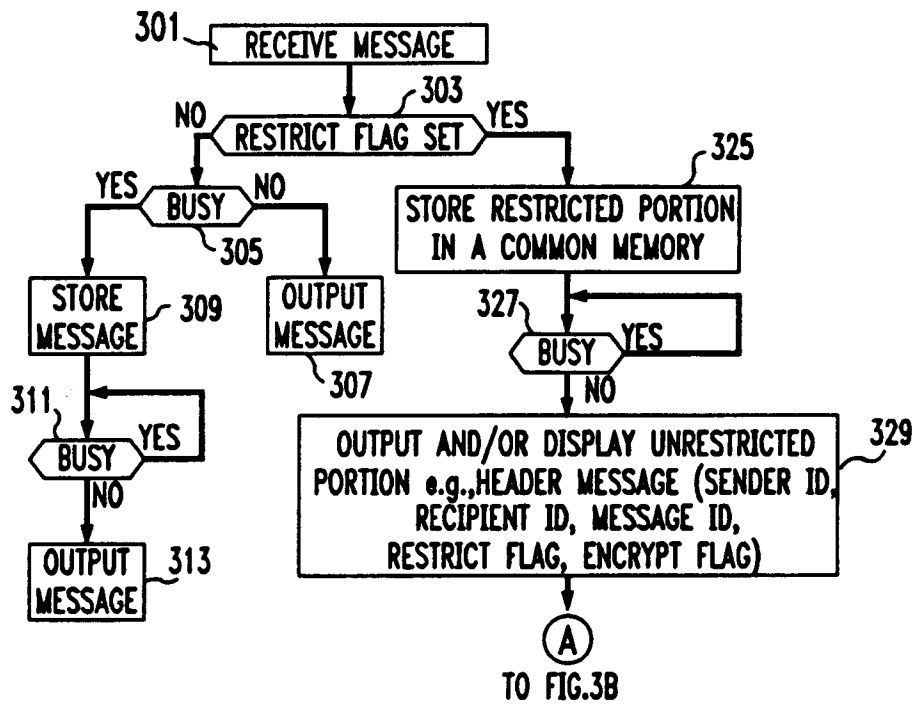 301
RECEIVE MESSAGE
303
NO
RESTRICT FLAG SET
YES
325
YES
BUSY
NO
305
STORE RESTRICTED PORTION
IN A COMMON MEMORY
STORE
MESSAGE
309
OUTPUT
MESSAGE
307
327
BUSY
YES
NO
311
BUSY
YES
NO
OUTPUT AND/OR DISPLAY UNRESTRICTED
PORTION e.g.,HEADER MESSAGE (SENDER ID,
RECIPIENT ID, MESSAGE ID,
RESTRICT FLAG, ENCRYPT FLAG)
329
OUTPUT
MESSAGE
313
A
TO FIG.3B